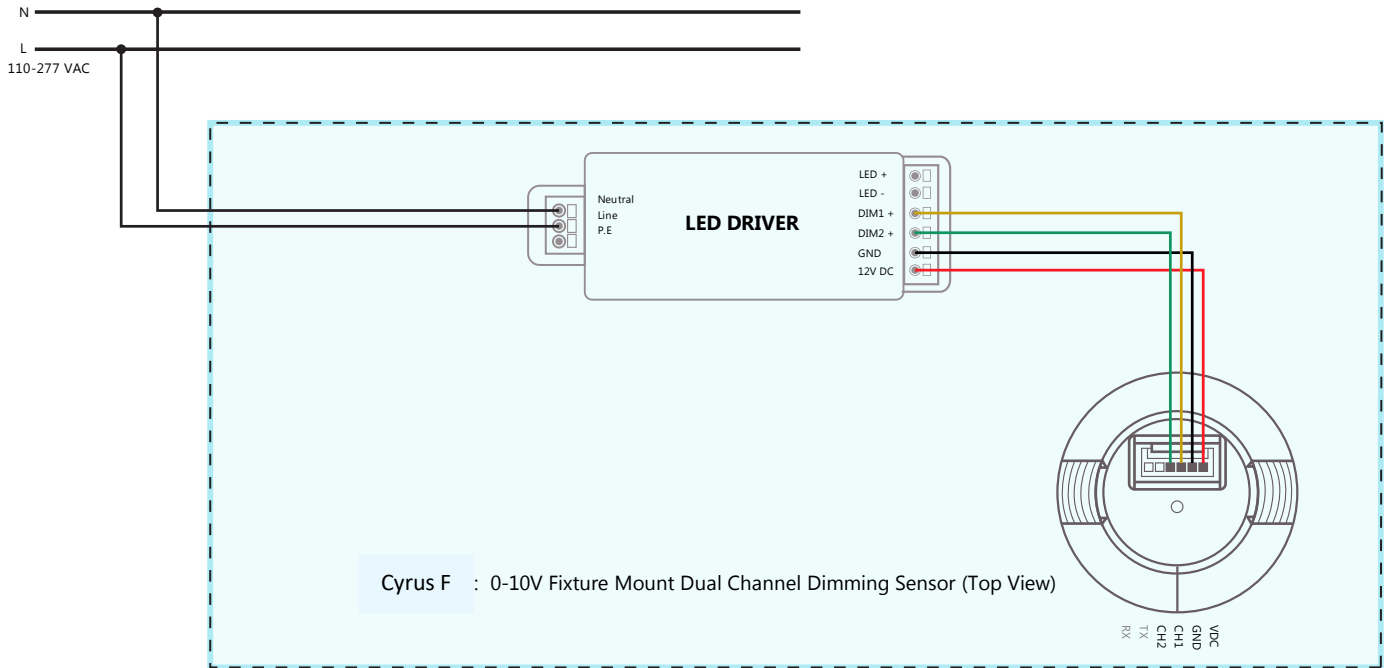 N
L
110-277 VAC
Neutral
Line
P.E
LED DRIVER
LED +
LED -
DIM1 +
DIM2 +
GND
12V DC
Cyrus F : 0-10V Fixture Mount Dual Channel Dimming Sensor (Top View)
RX
TX
CH2
CH1
GND
VDC